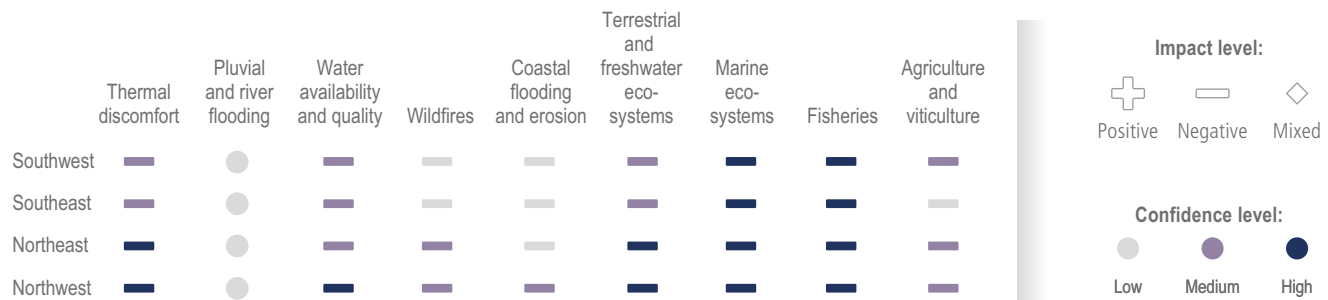 Thermal
discomfort
Pluvial
and river
flooding
Water
availability
and quality
Wildfires
Coastal
flooding
and erosion
Terrestrial
and
freshwater
eco-
systems
Marine
eco-
systems
Fisheries
Agriculture
and
viticulture
Southwest
Southeast
Northeast
Northwest
Impact level:
Positive Negative Mixed
Confidence level:
Low Medium High